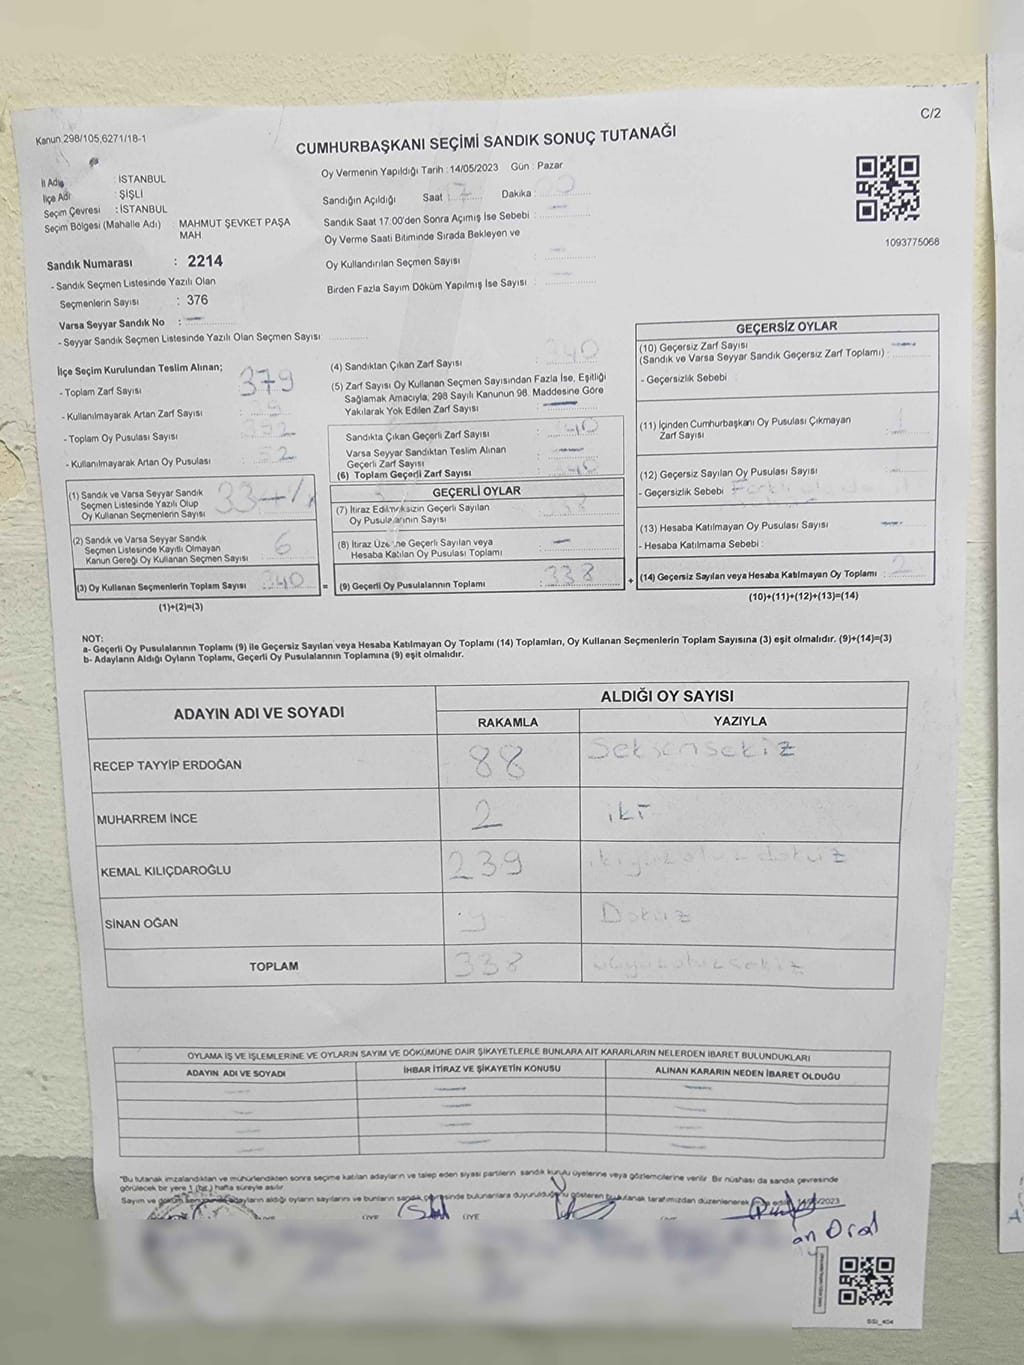 C/2
Kanun 298/105,6271/18-1
CUMHURBAŞKANI SEÇİMİ SANDIK SONUÇ TUTANAĞI
İl Adı : İSTANBUL
İlçe Adı : ŞİŞLİ
Seçim Çevresi : İSTANBUL
Seçim Bölgesi (Mahalle Adı) : MAHMUT ŞEVKET PAŞA
MAH
Sandık Numarası : 2214
- Sandık Seçmen Listesinde Yazılı Olan
Seçmenlerin Sayısı : 376
Varsa Seyyar Sandık No :
- Seyyar Sandık Seçmen Listesinde Yazılı Olan Seçmen Sayısı
Oy Vermenin Yapıldığı Tarih : 14/05/2023 Gün : Pazar
Sandığın Açıldığı Saat : 17 Dakika : 0
Sandık Saat 17.00'den Sonra Açımış İse Sebebi :
Oy Verme Saati Bitiminde Sırada Bekleyen ve
Oy Kullandırılan Seçmen Sayısı :
Birden Fazla Sayım Döküm Yapılmış İse Sayısı :
1093775068
İlçe Seçim Kurulundan Teslim Alınan;
- Toplam Zarf Sayısı : 379
- Kullanılmayarak Artan Zarf Sayısı :
- Toplam Oy Pusulası Sayısı :
- Kullanılmayarak Artan Oy Pusulası : 52
(1) Sandık ve Varsa Seyyar Sandık
Seçmen Listesinde Yazılı Olup
Oy Kullanan Seçmenlerin Sayısı : 334
(2) Sandık ve Varsa Seyyar Sandık
Seçmen Listesinde Kayıtlı Olmayan
Kanun Gereği Oy Kullanan Seçmen Sayısı : 6
(3) Oy Kullanan Seçmenlerin Toplam Sayısı : 340
(1)+(2)=(3)
(4) Sandıktan Çıkan Zarf Sayısı : 340
(5) Zarf Sayısı Oy Kullanan Seçmen Sayısından Fazla İse, Eşitliği
Sağlamak Amacıyla; 298 Sayılı Kanunun 98. Maddesine Göre
Yakılarak Yok Edilen Zarf Sayısı :
Sandıkta Çıkan Geçerli Zarf Sayısı : 340
Varsa Seyyar Sandıktan Teslim Alınan
Geçerli Zarf Sayısı :
(6) Toplam Geçerli Zarf Sayısı : 340
GEÇERLİ OYLAR
(7) İtiraz Edilmeksizin Geçerli Sayılan
Oy Pusulalarının Sayısı : 338
(8) İtiraz Üzerine Geçerli Sayılan veya
Hesaba Katılan Oy Pusulası Toplamı :
= (9) Geçerli Oy Pusulalarının Toplamı : 338
GEÇERSİZ OYLAR
(10) Geçersiz Zarf Sayısı
(Sandık ve Varsa Seyyar Sandık Geçersiz Zarf Toplamı) :
- Geçersizlik Sebebi :
(11) İçinden Cumhurbaşkanı Oy Pusulası Çıkmayan
Zarf Sayısı : 1
(12) Geçersiz Sayılan Oy Pusulası Sayısı :
- Geçersizlik Sebebi
(13) Hesaba Katılmayan Oy Pusulası Sayısı :
- Hesaba Katılmama Sebebi :
+ (14) Geçersiz Sayılan veya Hesaba Katılmayan Oy Toplamı : 2
(10)+(11)+(12)+(13)=(14)
NOT:
a- Geçerli Oy Pusulalarının Toplamı (9) ile Geçersiz Sayılan veya Hesaba Katılmayan Oy Toplamı (14) Toplamları, Oy Kullanan Seçmenlerin Toplam Sayısına (3) eşit olmalıdır. (9)+(14)=(3)
b- Adayların Aldığı Oyların Toplamı, Geçerli Oy Pusulalarının Toplamına (9) eşit olmalıdır.
ADAYIN ADI VE SOYADI
ALDIĞI OY SAYISI
RAKAMLA YAZIYLA
RECEP TAYYİP ERDOĞAN 88 Seksensekiz
MUHARREM İNCE 2 iki
KEMAL KILIÇDAROĞLU 239 ikiyüzotuzdokuz
SİNAN OĞAN 9 Dokuz
TOPLAM 338 üçyüzotuzsekiz
OYLAMA İŞ VE İŞLEMLERİNE VE OYLARIN SAYIM VE DÖKÜMÜNE DAİR ŞİKAYETLERLE BUNLARA AİT KARARLARIN NELERDEN İBARET BULUNDUKLARI
ADAYIN ADI VE SOYADI İHBAR İTİRAZ VE ŞİKAYETİN KONUSU ALINAN KARARIN NEDEN İBARET OLDUĞU
"Bu tutanak imzalandıktan ve mühürlendikten sonra seçime katılan adayların ve talep eden siyasi partilerin sandık kurulu üyelerine veya gözlemcilerine verilir. Bir nüshası da sandık çevresinde
görülecek bir yere 1 (bir) hafta süreyle asılır.
Sayım ve döküm adayların aldığı oyların sayılarını ve bunların sandık çevresinde bulunanlara duyurulduğunu gösteren bu tutanak tarafımızdan düzenlenerek 14/05/2023
ÜYE ÜYE
an Oral
SSI_404